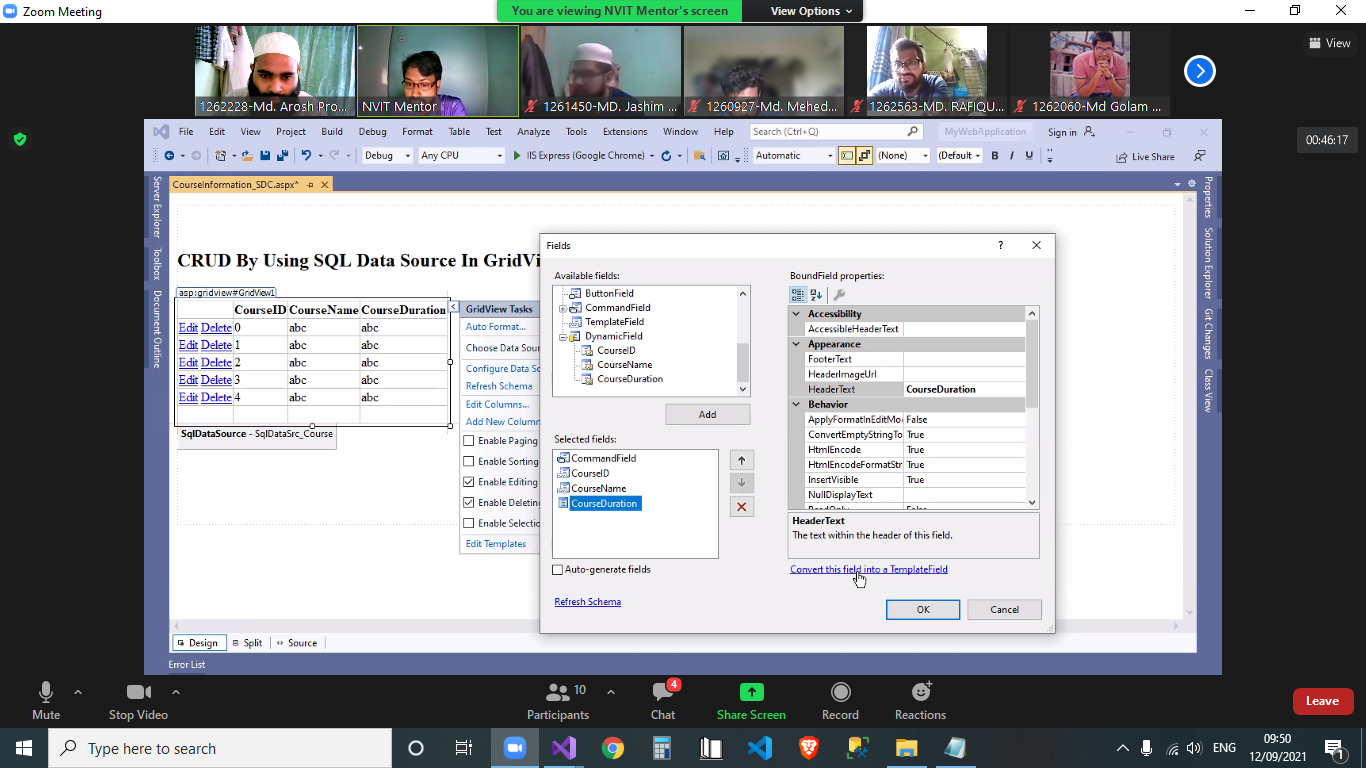 Zoom Meeting
You are viewing NVIT Mentor's screen
View Options
1262228-Md. Arosh Pro...
NVIT Mentor
1261450-MD. Jashim ...
1260927-Md. Mehed...
1262563-MD. RAFIQU...
1262060-Md Golam ...
View
00:46:17
File Edit View Project Build Debug Format Table Test Analyze Tools Extensions Window Help Search (Ctrl+Q) MyWebApplication Sign in
Debug Any CPU IIS Express (Google Chrome) Automatic (None) (Default B I U Live Share
CourseInformation_SDC.aspx*
Server Explorer
Toolbox
Document Outline
Properties
Solution Explorer
Git Changes
Class View
CRUD By Using SQL Data Source In GridVi
asp:gridview#GridView1
CourseID CourseName CourseDuration
Edit Delete 0 abc abc
Edit Delete 1 abc abc
Edit Delete 2 abc abc
Edit Delete 3 abc abc
Edit Delete 4 abc abc
SqlDataSource - SqlDataSrc_Course
GridView Tasks
Auto Format...
Choose Data Sour
Configure Data So
Refresh Schema
Edit Columns...
Add New Column
Enable Paging
Enable Sorting
Enable Editing
Enable Deleting
Enable Selectio
Edit Templates
Fields
?
Available fields:
ButtonField
CommandField
TemplateField
DynamicField
CourseID
CourseName
CourseDuration
Add
Selected fields:
CommandField
CourseID
CourseName
CourseDuration
Auto-generate fields
Refresh Schema
BoundField properties:
Accessibility
AccessibleHeaderText
Appearance
FooterText
HeaderImageUrl
HeaderText CourseDuration
Behavior
ApplyFormatInEditMo False
ConvertEmptyStringTo True
HtmlEncode True
HtmlEncodeFormatStr True
InsertVisible True
NullDisplayText
ReadOnly False
HeaderText
The text within the header of this field.
Convert this field into a TemplateField
OK
Cancel
Design Split Source
Error List
Mute
Stop Video
10
Participants
4
Chat
Share Screen
Record
Reactions
Leave
Type here to search
ENG
09:50
12/09/2021
1